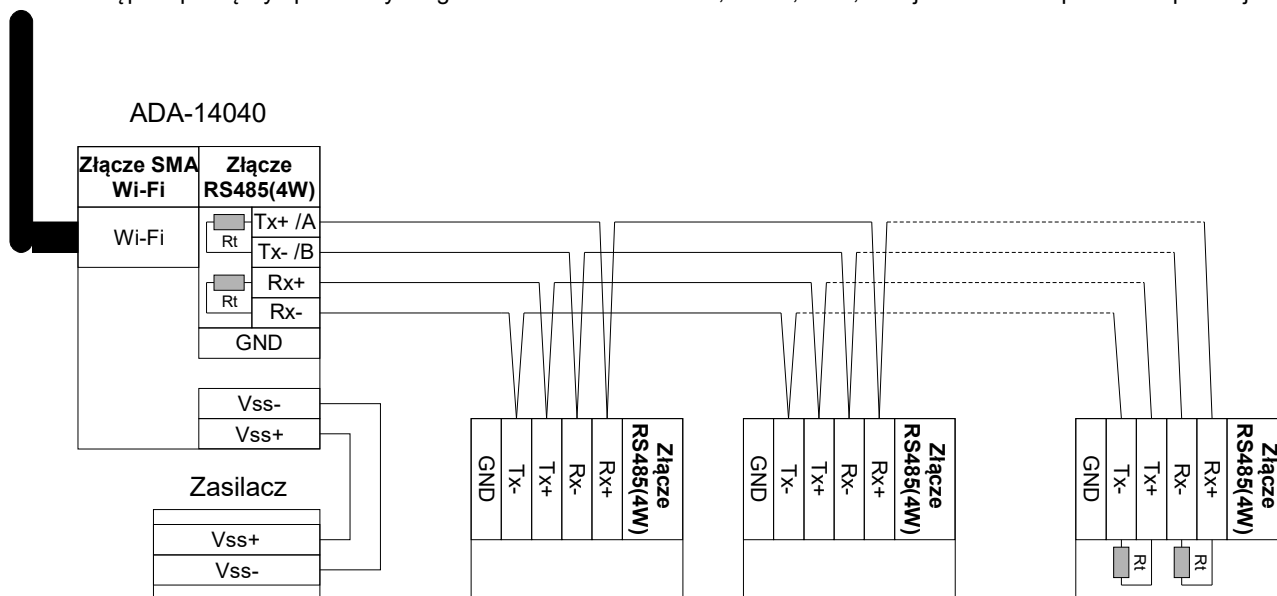 ADA-14040
Złącze SMA
Wi-Fi
Złącze
RS485(4W)
Wi-Fi
Rt
Tx+ /A
Tx- /B
Rt
Rx+
Rx-
GND
Vss-
Vss+
Zasilacz
Vss+
Vss-
GND
Tx-
Tx+
Rx-
Rx+
Złącze
RS485(4W)
GND
Tx-
Tx+
Rx-
Rx+
Złącze
RS485(4W)
GND
Tx-
Tx+
Rx-
Rx+
Złącze
RS485(4W)
Rt
Rt